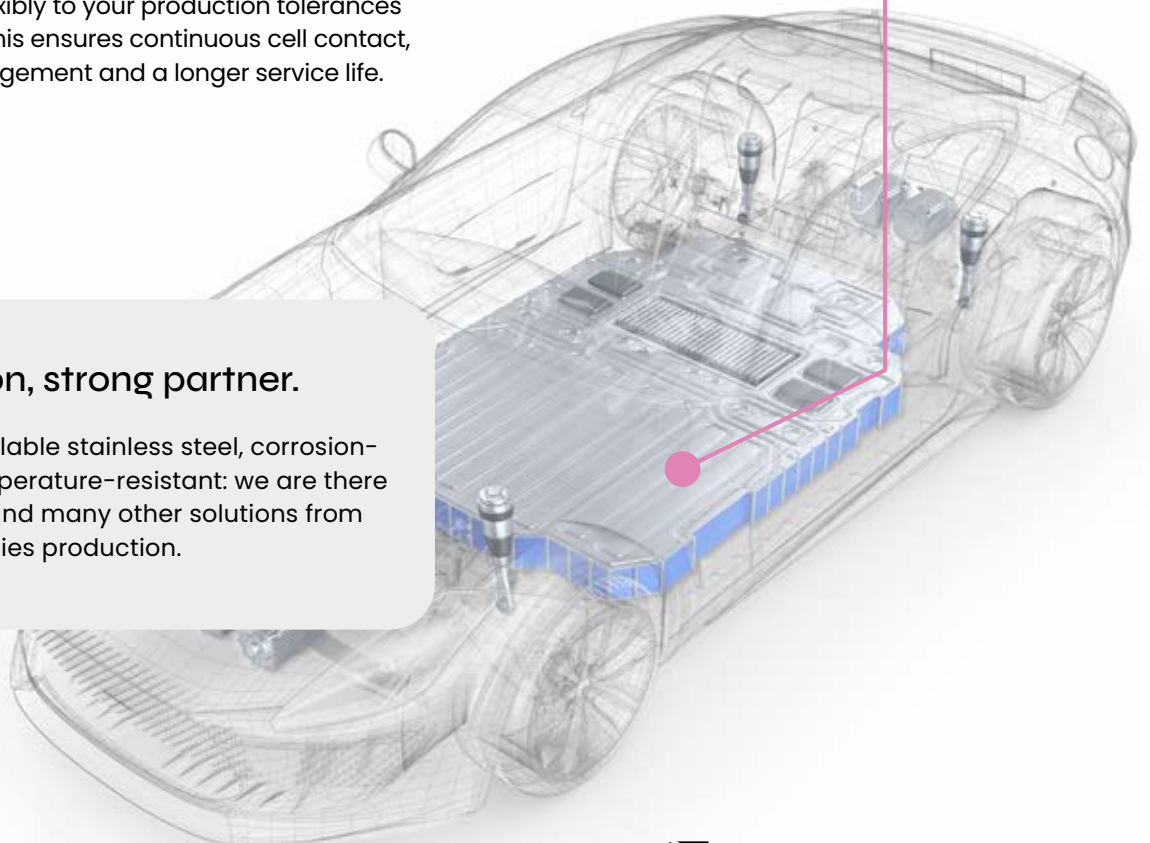 xibly to your production tolerances
his ensures continuous cell contact,
gement and a longer service life.
on, strong partner.
lable stainless steel, corrosion-
perature-resistant: we are there
nd many other solutions from
ies production.